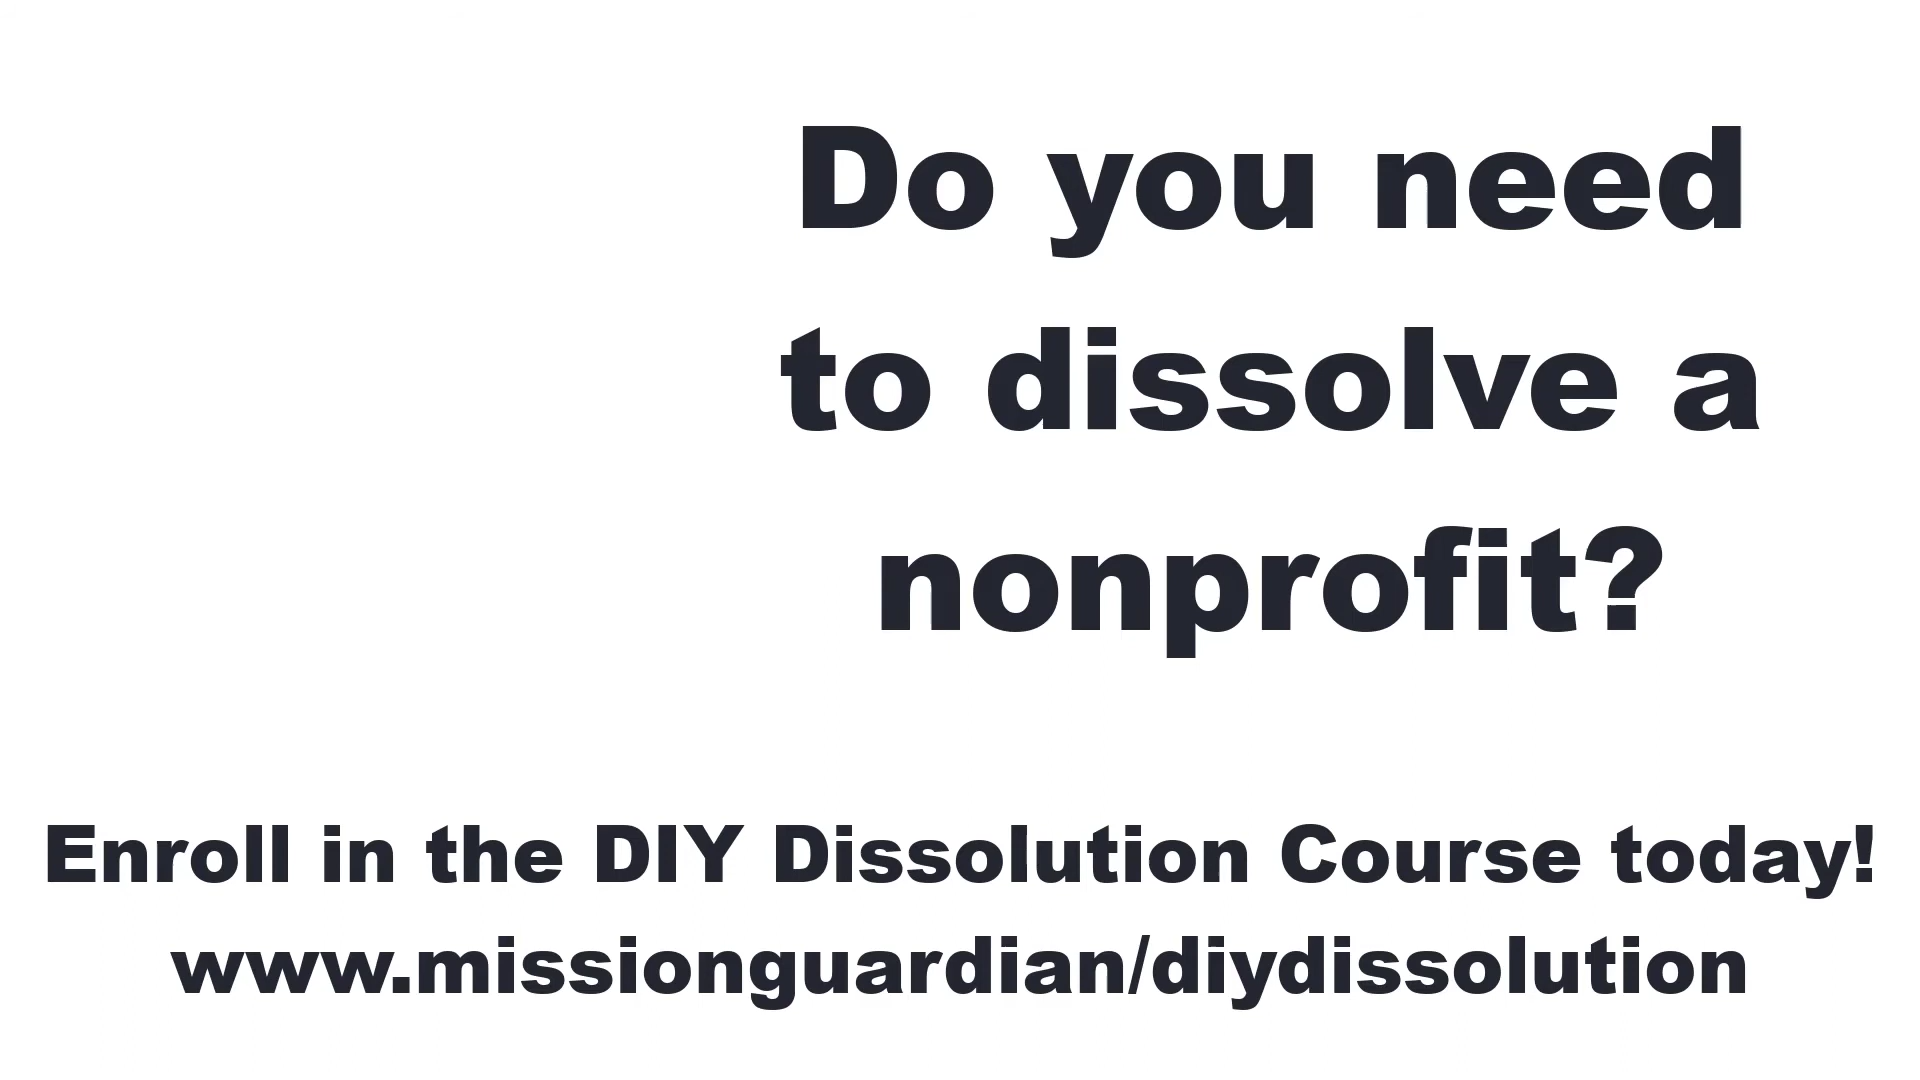 Do you need
to dissolve a
nonprofit?
Enroll in the DIY Dissolution Course today!
www.missionguardian/diydissolution